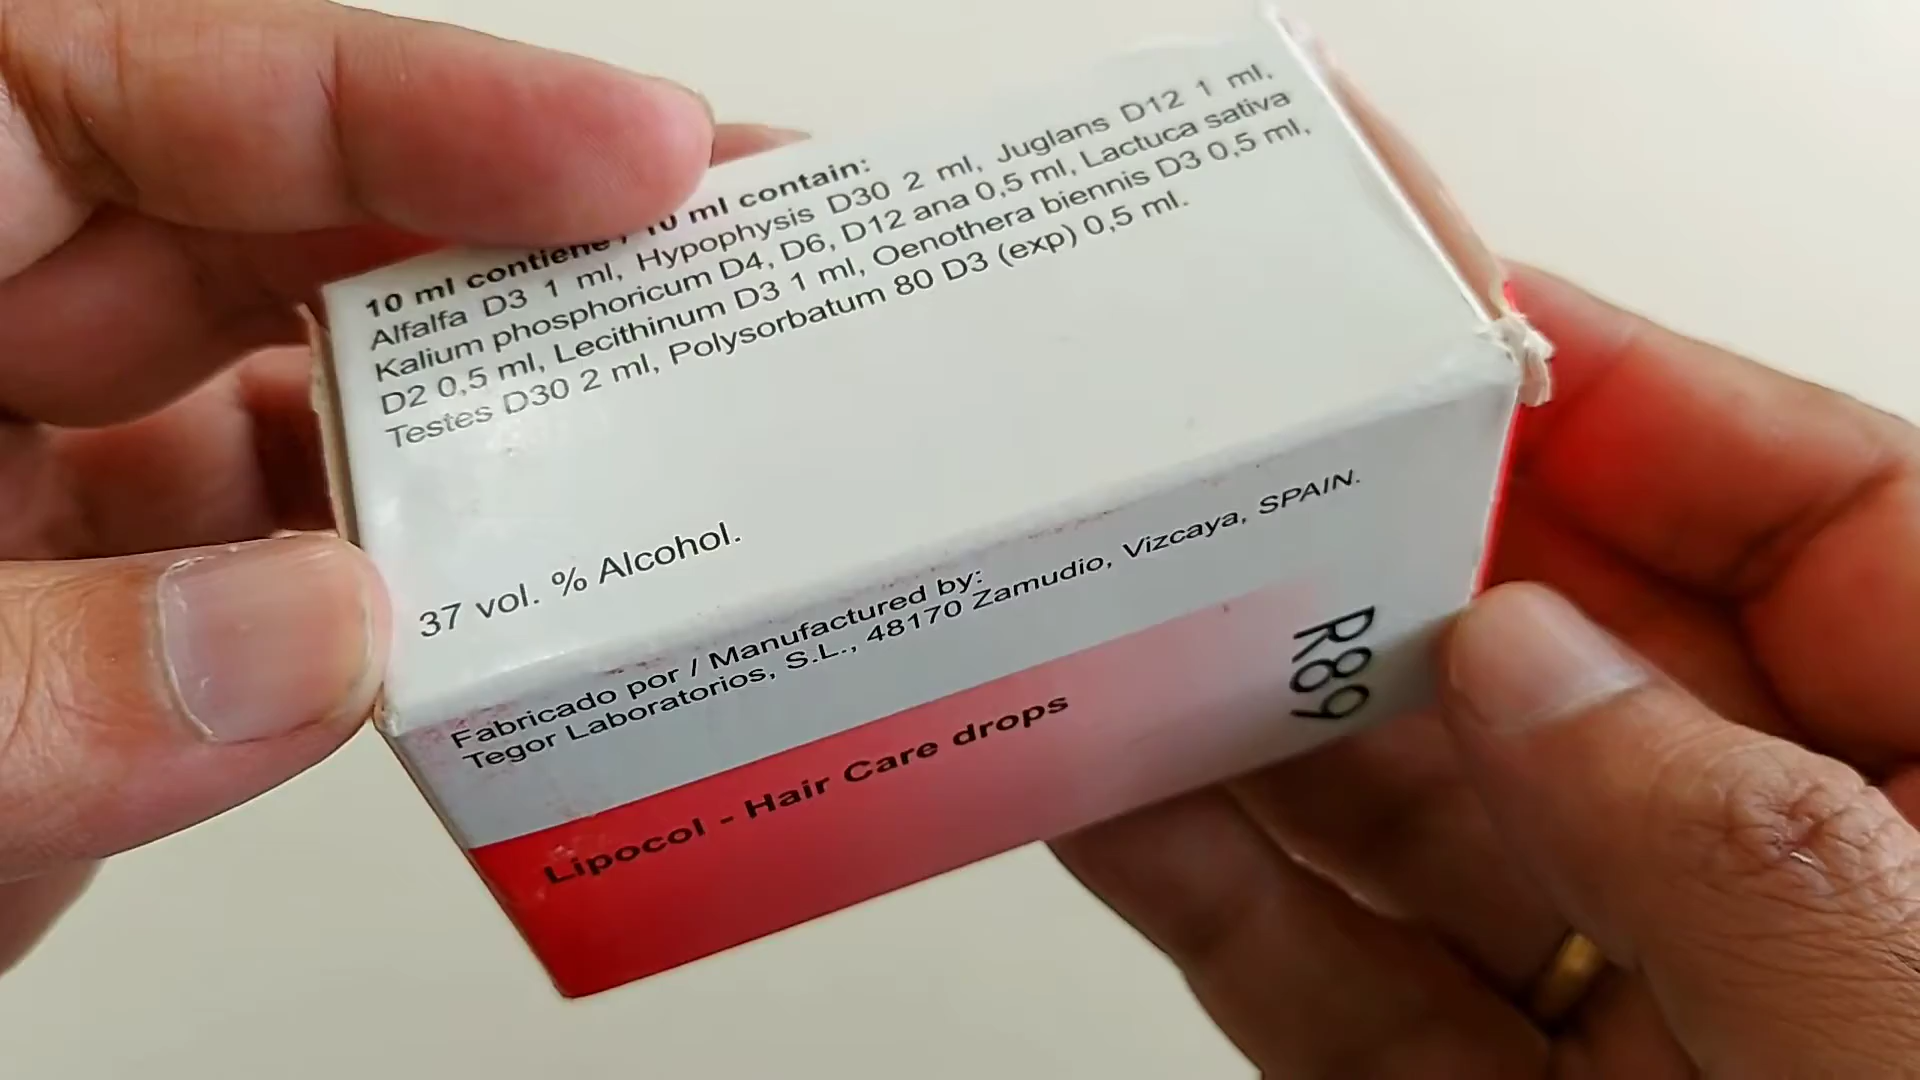 10 ml contiene / 10 ml contain:
Alfalfa D3 1 ml, Hypophysis D30 2 ml, Juglans D12 1 ml,
Kalium phosphoricum D4, D6, D12 ana 0,5 ml, Lactuca sativa
D2 0,5 ml, Lecithinum D3 1 ml, Oenothera biennis D3 0,5 ml,
Testes D30 2 ml, Polysorbatum 80 D3 (exp) 0,5 ml.
37 vol. % Alcohol.
Fabricado por / Manufactured by:
Tegor Laboratorios, S.L., 48170 Zamudio, Vizcaya, SPAIN.
Lipocol - Hair Care drops
R89